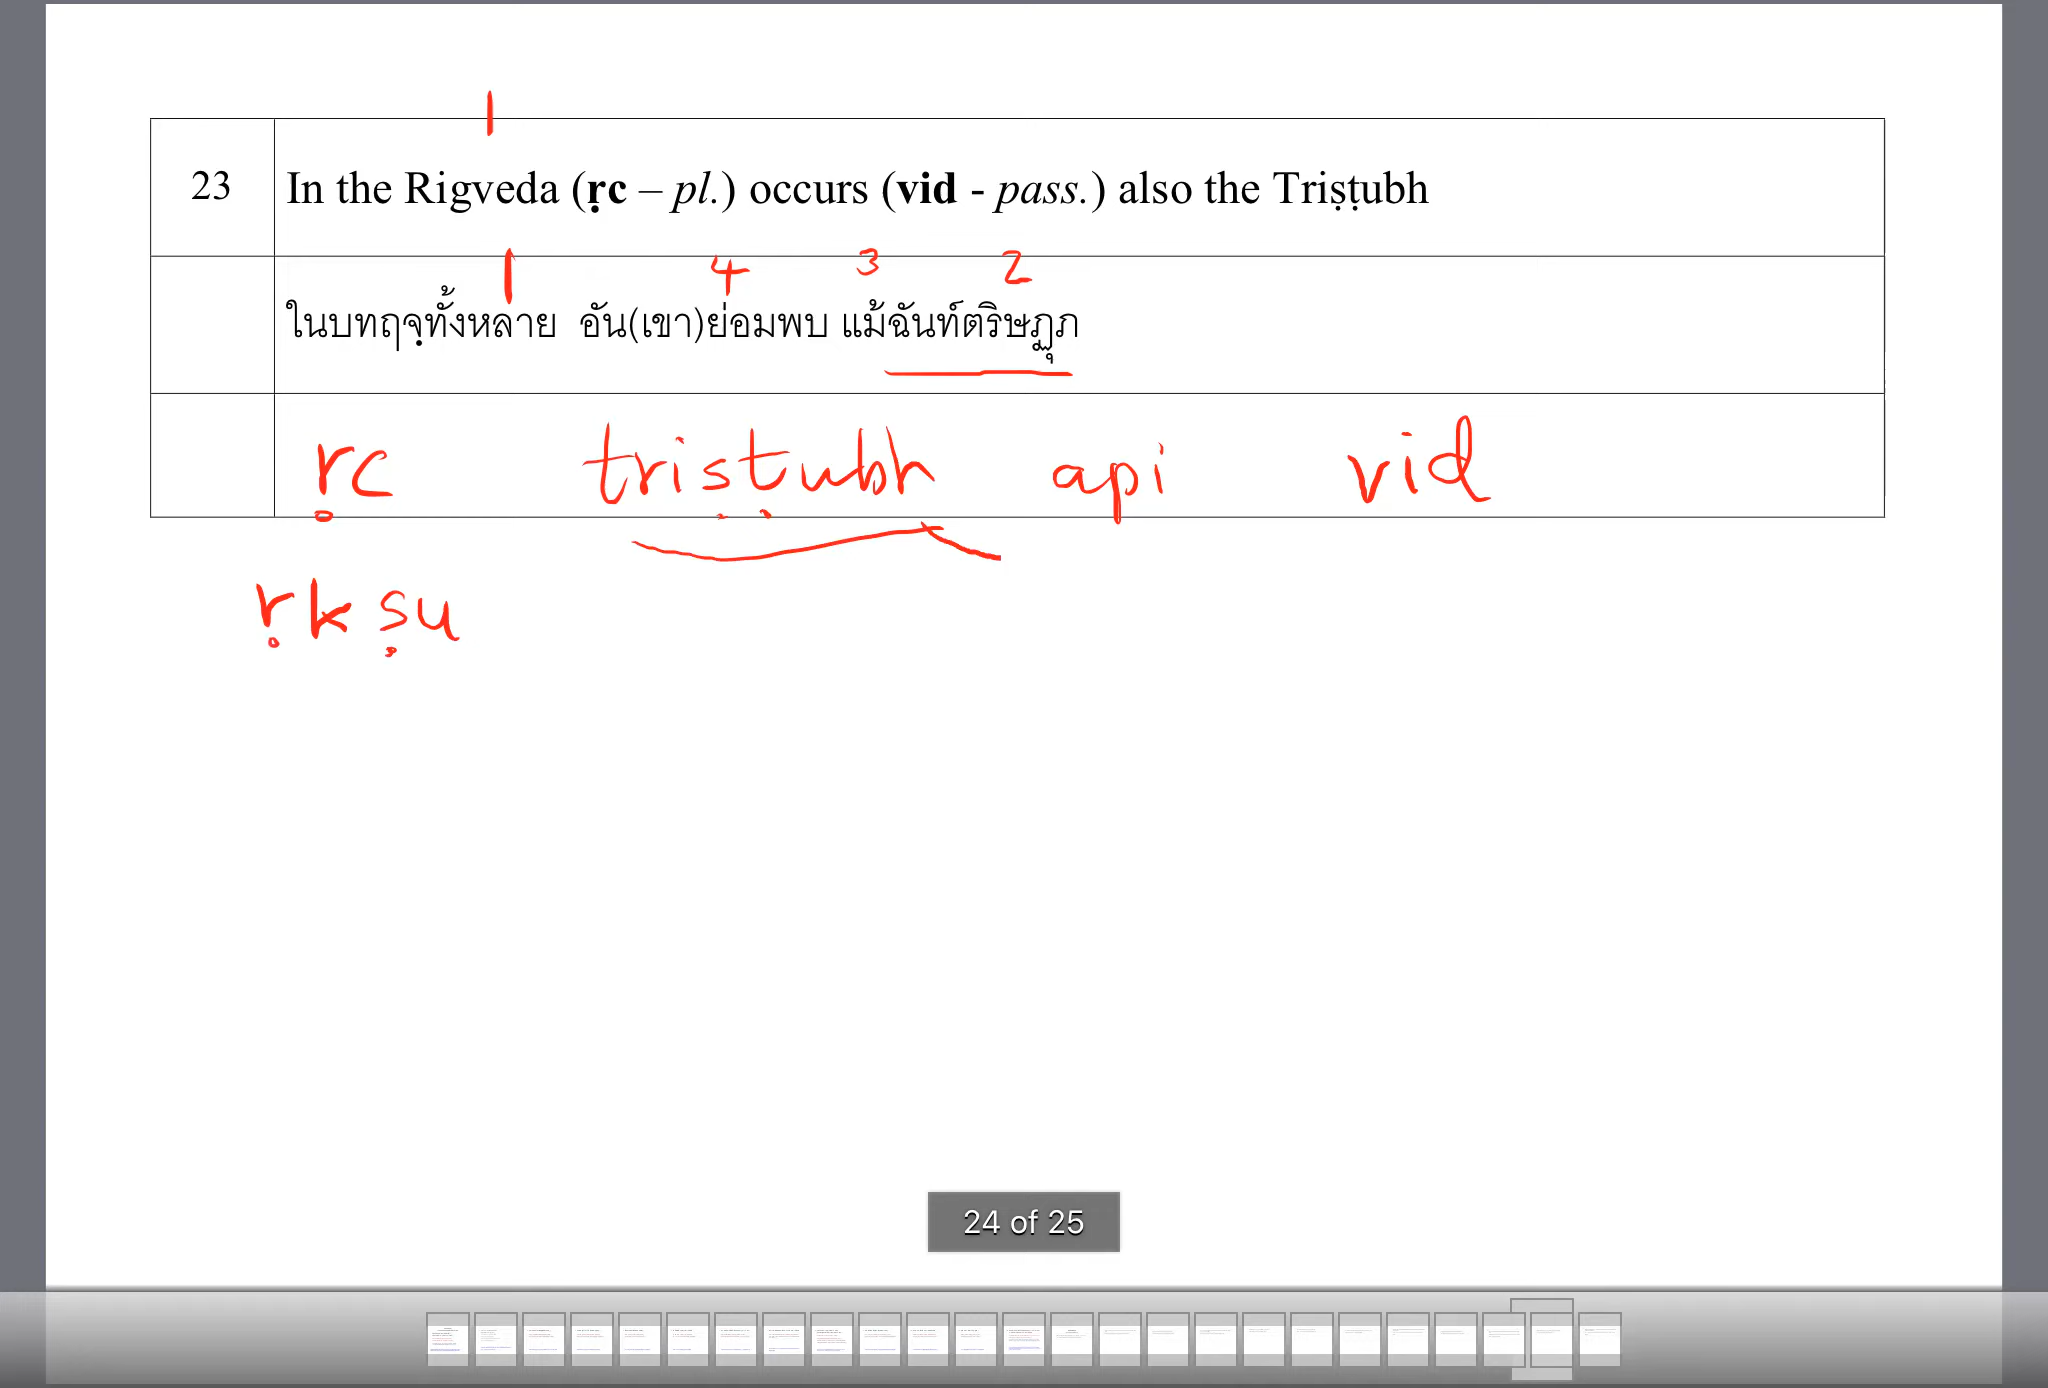 1
23 In the Rigveda (ṛc – pl.) occurs (vid - pass.) also the Triṣṭubh
1 4 3 2
ในบทฤจฺทั้งหลาย อัน(เขา)ย่อมพบ แม้ฉันท์ตริษฏุภ
ṛc triṣṭubh api vid
ṛkṣu
24 of 25